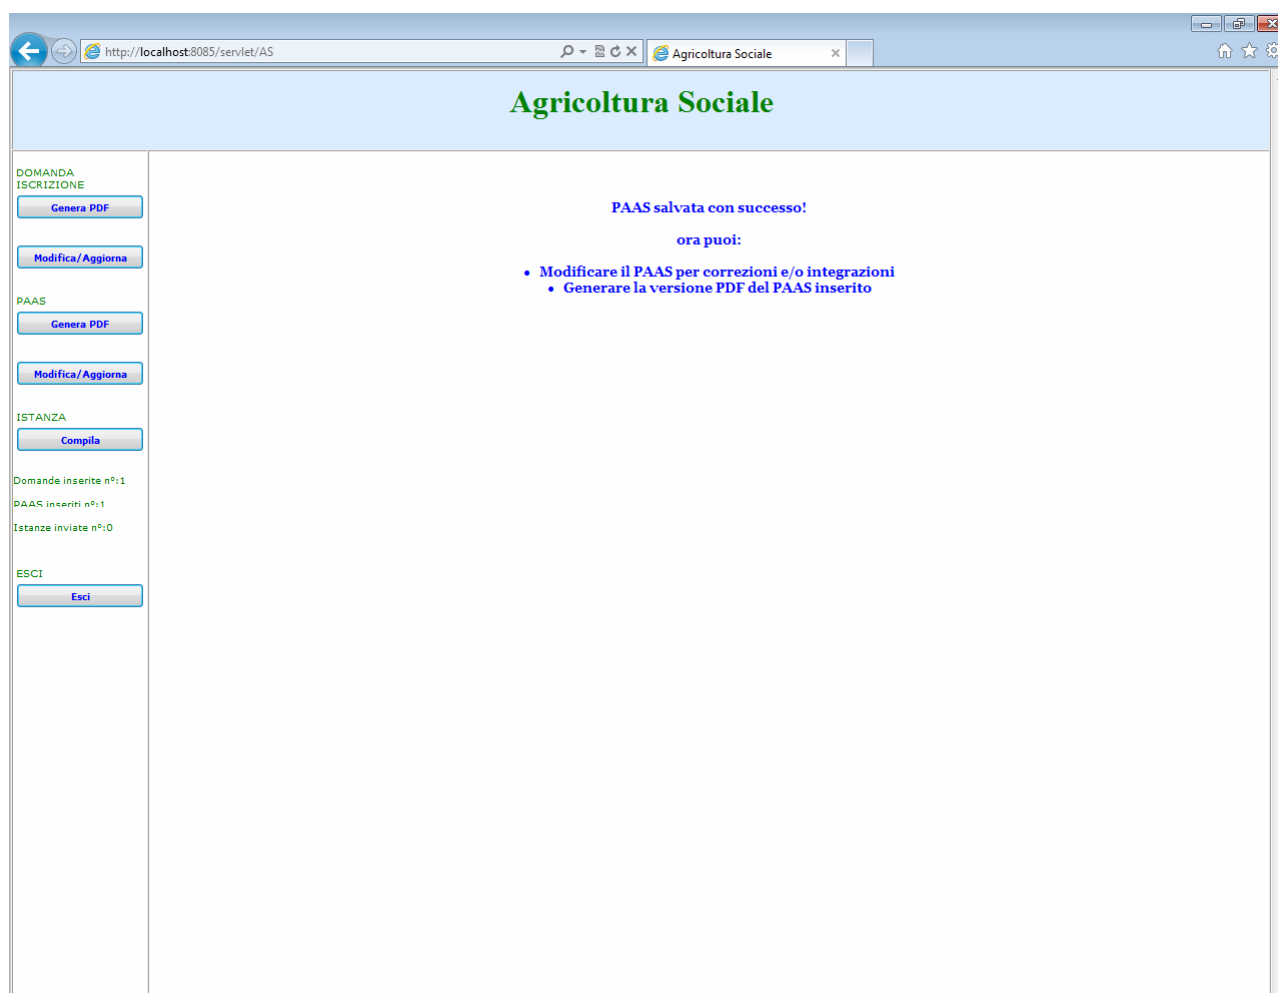 http://localhost:8085/servlet/AS
Agricoltura Sociale
Agricoltura Sociale
DOMANDA
ISCRIZIONE
Genera PDF
Modifica/Aggiorna
PAAS
Genera PDF
Modifica/Aggiorna
ISTANZA
Compila
Domande inserite n°:1
PAAS inseriti n°:1
Istanze inviate n°:0
ESCI
Esci
PAAS salvata con successo!
ora puoi:
• Modificare il PAAS per correzioni e/o integrazioni
• Generare la versione PDF del PAAS inserito